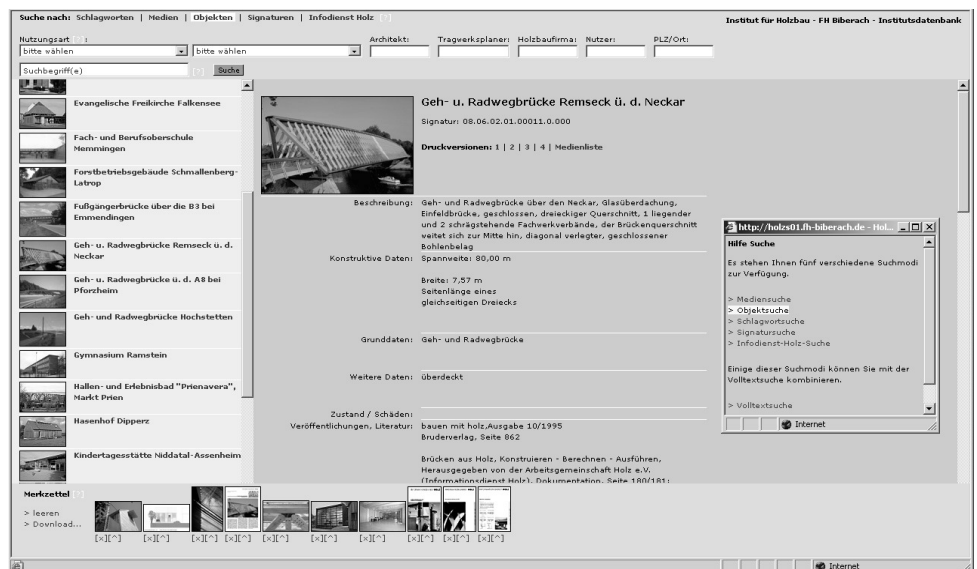 Suche nach: Schlagworten | Medien | Objekten | Signaturen | Infodienst Holz [?]
Institut für Holzbau - FH Biberach - Institutsdatenbank
Nutzungsart [?]:
Architekt:
Tragwerksplaner:
Holzbaufirma:
Nutzer:
PLZ/Ort:
bitte wählen
bitte wählen
Suchbegriff(e)
[?]
Suche
Evangelische Freikirche Falkensee
Fach- und Berufsoberschule
Memmingen
Forstbetriebsgebäude Schmallenberg-
Latrop
Fußgängerbrücke über die B3 bei
Emmendingen
Geh- u. Radwegbrücke Remseck ü. d.
Neckar
Geh- u. Radwegbrücke ü. d. A8 bei
Pforzheim
Geh- und Radwegbrücke Hochstetten
Gymnasium Ramstein
Hallen- und Erlebnisbad "Prienavera",
Markt Prien
Hasenhof Dipperz
Kindertagesstätte Niddatal-Assenheim
Geh- u. Radwegbrücke Remseck ü. d. Neckar
Signatur: 08.06.02.01.00011.0.000
Druckversionen: 1 | 2 | 3 | 4 | Medienliste
Beschreibung: Geh- und Radwegbrücke über den Neckar, Glasüberdachung,
Einfeldbrücke, geschlossen, dreieckiger Querschnitt, 1 liegender
und 2 schrägstehende Fachwerkverbände, der Brückenquerschnitt
weitet sich zur Mitte hin, diagonal verlegter, geschlossener
Bohlenbelag
Konstruktive Daten: Spannweite: 80,00 m
Breite: 7,57 m
Seitenlänge eines
gleichseitigen Dreiecks
Grunddaten: Geh- und Radwegbrücke
Weitere Daten: überdeckt
Zustand / Schäden:
Veröffentlichungen, Literatur: bauen mit holz,Ausgabe 10/1995
Bruderverlag, Seite 862
Brücken aus Holz, Konstruieren - Berechnen - Ausführen,
Herausgegeben von der Arbeitsgemeinschaft Holz e.V.
(Informationsdienst Holz), Dokumentation, Seite 180/181;
http://holzs01.fh-biberach.de - Hol...
Hilfe Suche
Es stehen Ihnen fünf verschiedene Suchmodi
zur Verfügung.
> Mediensuche
> Objektsuche
> Schlagwortsuche
> Signatursuche
> Infodienst-Holz-Suche
Einige dieser Suchmodi können Sie mit der
Volltextsuche kombinieren.
> Volltextsuche
Internet
Merkzettel [?]
> leeren
> Download...
[x][^] [x][^] [x][^] [x][^] [x][^] [x][^] [x][^] [x][^] [x][^] [x][^]
Internet